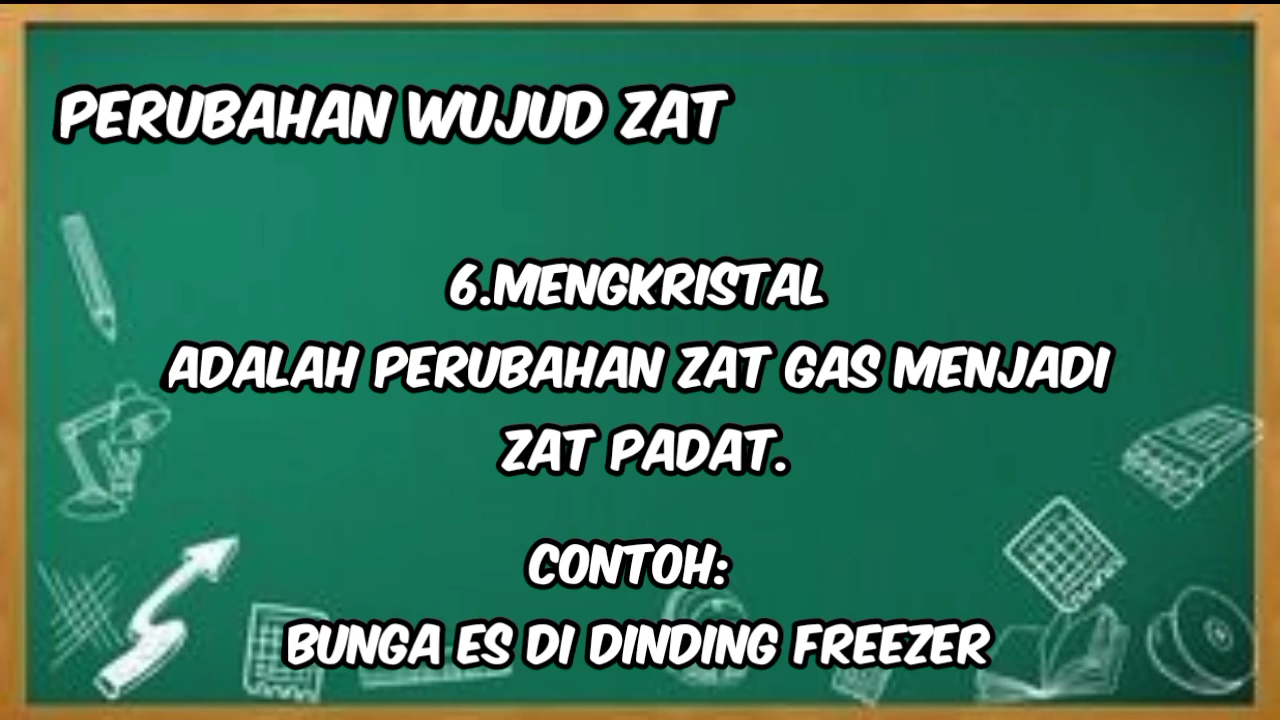 PERUBAHAN WUJUD ZAT
6.MENGKRISTAL
ADALAH PERUBAHAN ZAT GAS MENJADI
ZAT PADAT.
CONTOH:
BUNGA ES DI DINDING FREEZER